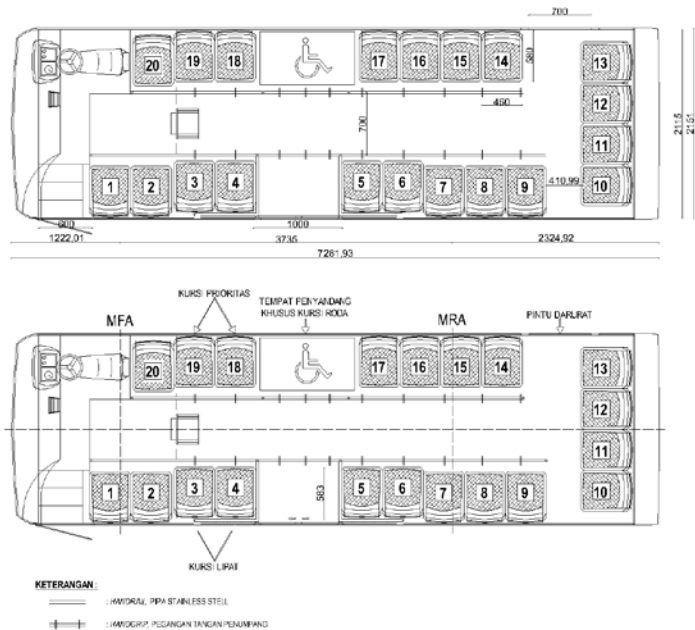 700
20 19 18 17 16 15 14
580
13
12
11
10
460
700
2115
2151
1 2 3 4 5 6 7 8 9
410,99
600
1222,01
1000
3735
2324,92
7281,93
KURSI PRIORITAS
TEMPAT PENYANDANG
KHUSUS KURSI RODA
MFA
MRA
PINTU DARURAT
20 19 18 17 16 15 14
13
12
11
10
1 2 3 4 5 6 7 8 9
583
KURSI LIPAT
KETERANGAN :
: HANDRAIL, PIPA STAINLESS STELL
: HANDGRIP, PEGANGAN TANGAN PENUMPANG